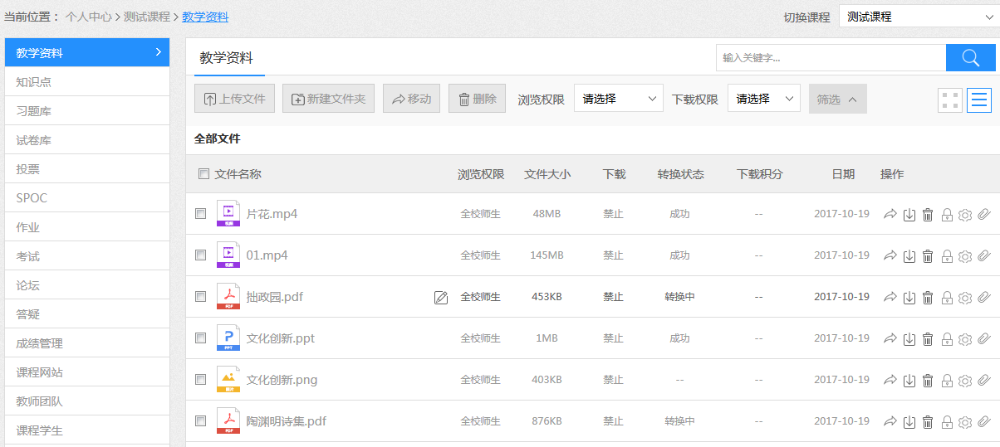 当前位置： 个人中心 > 测试课程 > 教学资料
切换课程 测试课程
教学资料
知识点
习题库
试卷库
投票
SPOC
作业
考试
论坛
答疑
成绩管理
课程网站
教师团队
课程学生
教学资料
输入关键字...
上传文件 新建文件夹 移动 删除 浏览权限 请选择 下载权限 请选择 筛选
全部文件
文件名称 浏览权限 文件大小 下载 转换状态 下载积分 日期 操作
视频 片花.mp4 全校师生 48MB 禁止 成功 -- 2017-10-19
视频 01.mp4 全校师生 145MB 禁止 成功 -- 2017-10-19
PDF 拙政园.pdf 全校师生 453KB 禁止 转换中 -- 2017-10-19
PPT 文化创新.ppt 全校师生 1MB 禁止 成功 -- 2017-10-19
图片 文化创新.png 全校师生 403KB 禁止 -- -- 2017-10-19
PDF 陶渊明诗集.pdf 全校师生 876KB 禁止 转换中 -- 2017-10-19